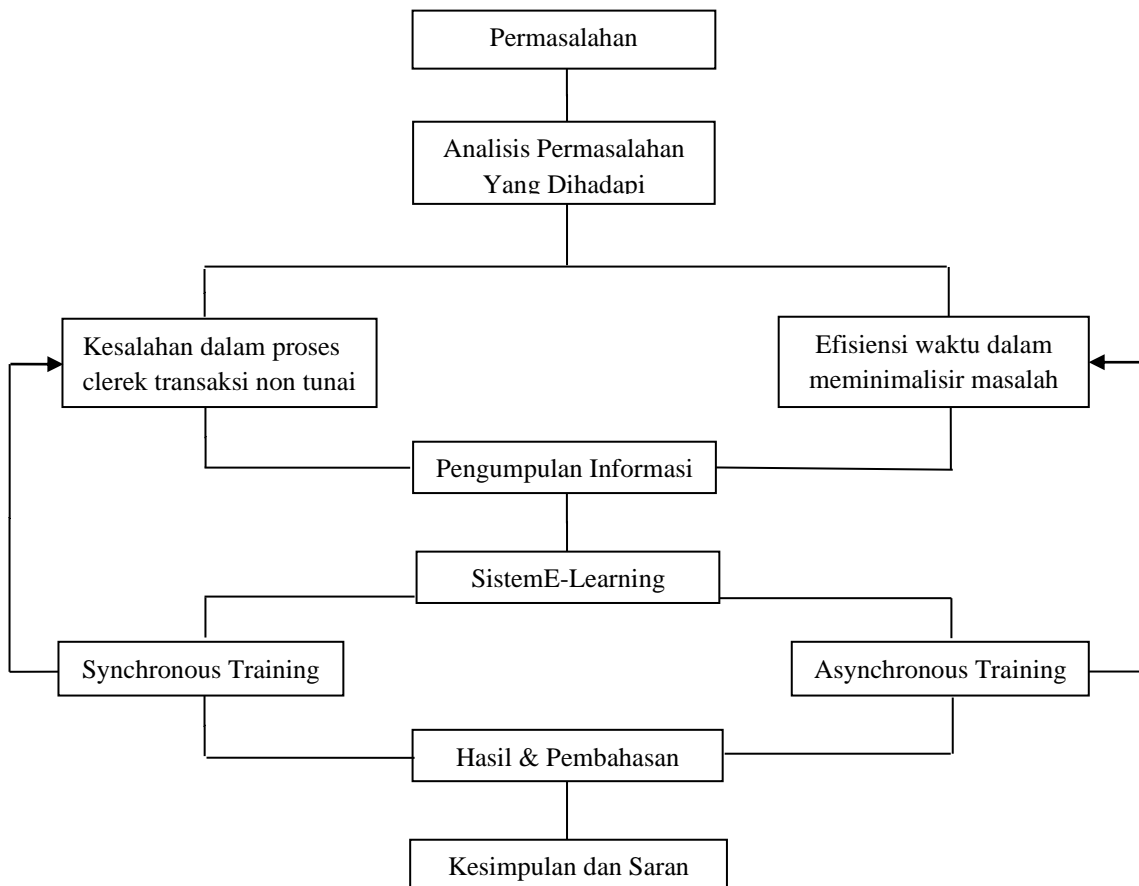 Permasalahan
Analisis Permasalahan
Yang Dihadapi
Kesalahan dalam proses
clerek transaksi non tunai
Efisiensi waktu dalam
meminimalisir masalah
Pengumpulan Informasi
SistemE-Learning
Synchronous Training
Asynchronous Training
Hasil & Pembahasan
Kesimpulan dan Saran